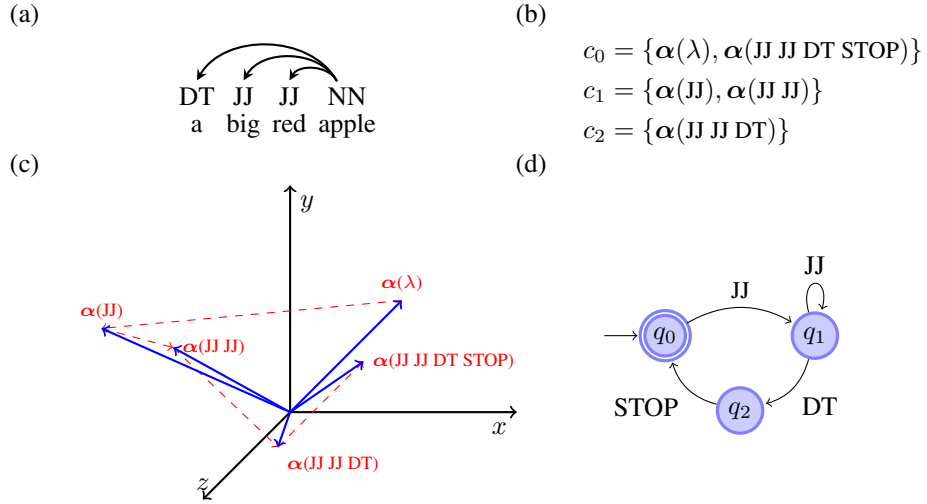 (a)
DT JJ JJ NN
a big red apple
(b)
c₀ = {α(λ), α(JJ JJ DT STOP)}
c₁ = {α(JJ), α(JJ JJ)}
c₂ = {α(JJ JJ DT)}
(c)
y
α(λ)
α(JJ)
α(JJ JJ)
α(JJ JJ DT STOP)
x
α(JJ JJ DT)
z
(d)
JJ
JJ
q₀
q₁
STOP
q₂
DT